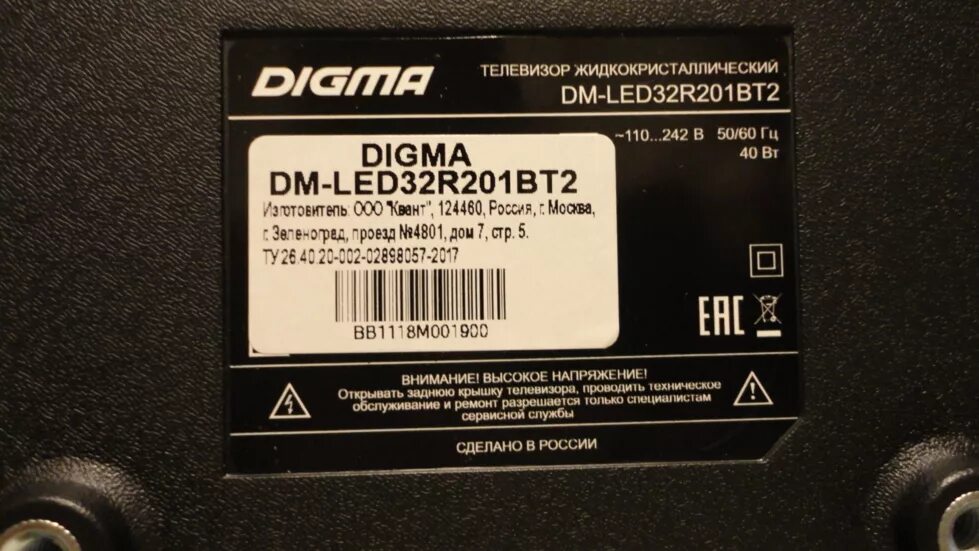 DIGMA
ТЕЛЕВИЗОР ЖИДКОКРИСТАЛЛИЧЕСКИЙ
DM-LED32R201BT2
~110...242 В 50/60 Гц
40 Вт
DIGMA
DM-LED32R201BT2
Изготовитель: ООО "Квант", 124460, Россия, г. Москва,
г. Зеленоград, проезд №4801, дом 7, стр. 5.
ТУ 26.40.20-002-02898057-2017
BB1118M001900
EAC
ВНИМАНИЕ! ВЫСОКОЕ НАПРЯЖЕНИЕ!
Открывать заднюю крышку телевизора, проводить техническое
обслуживание и ремонт разрешается только специалистам
сервисной службы
СДЕЛАНО В РОССИИ